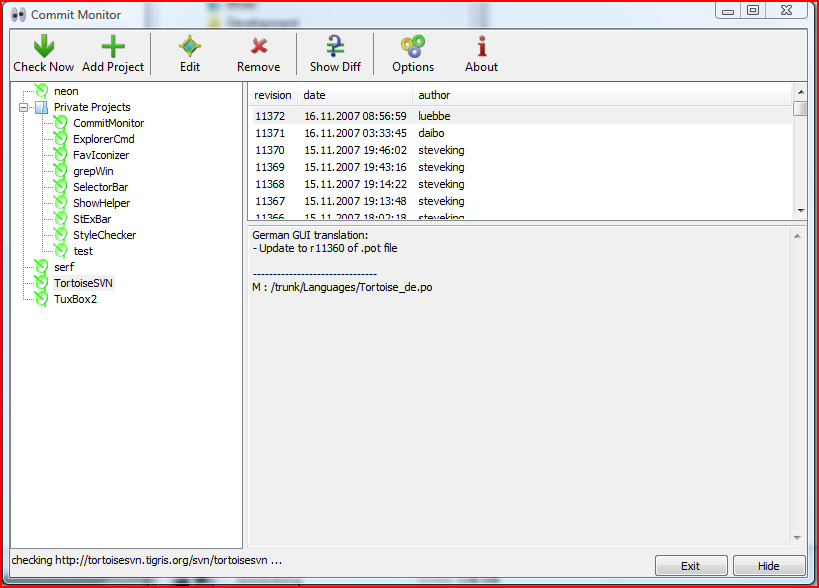 Commit Monitor
Check Now Add Project Edit Remove Show Diff Options About
neon
Private Projects
CommitMonitor
ExplorerCmd
FavIconizer
grepWin
SelectorBar
ShowHelper
StExBar
StyleChecker
test
serf
TortoiseSVN
TuxBox2
revision date author
11372 16.11.2007 08:56:59 luebbe
11371 16.11.2007 03:33:45 daibo
11370 15.11.2007 19:46:02 steveking
11369 15.11.2007 19:43:16 steveking
11368 15.11.2007 19:14:22 steveking
11367 15.11.2007 19:13:48 steveking
11366 15.11.2007 18:02:18 steveking
German GUI translation:
- Update to r11360 of .pot file
-------------------------------
M : /trunk/Languages/Tortoise_de.po
checking http://tortoisesvn.tigris.org/svn/tortoisesvn ...
Exit Hide